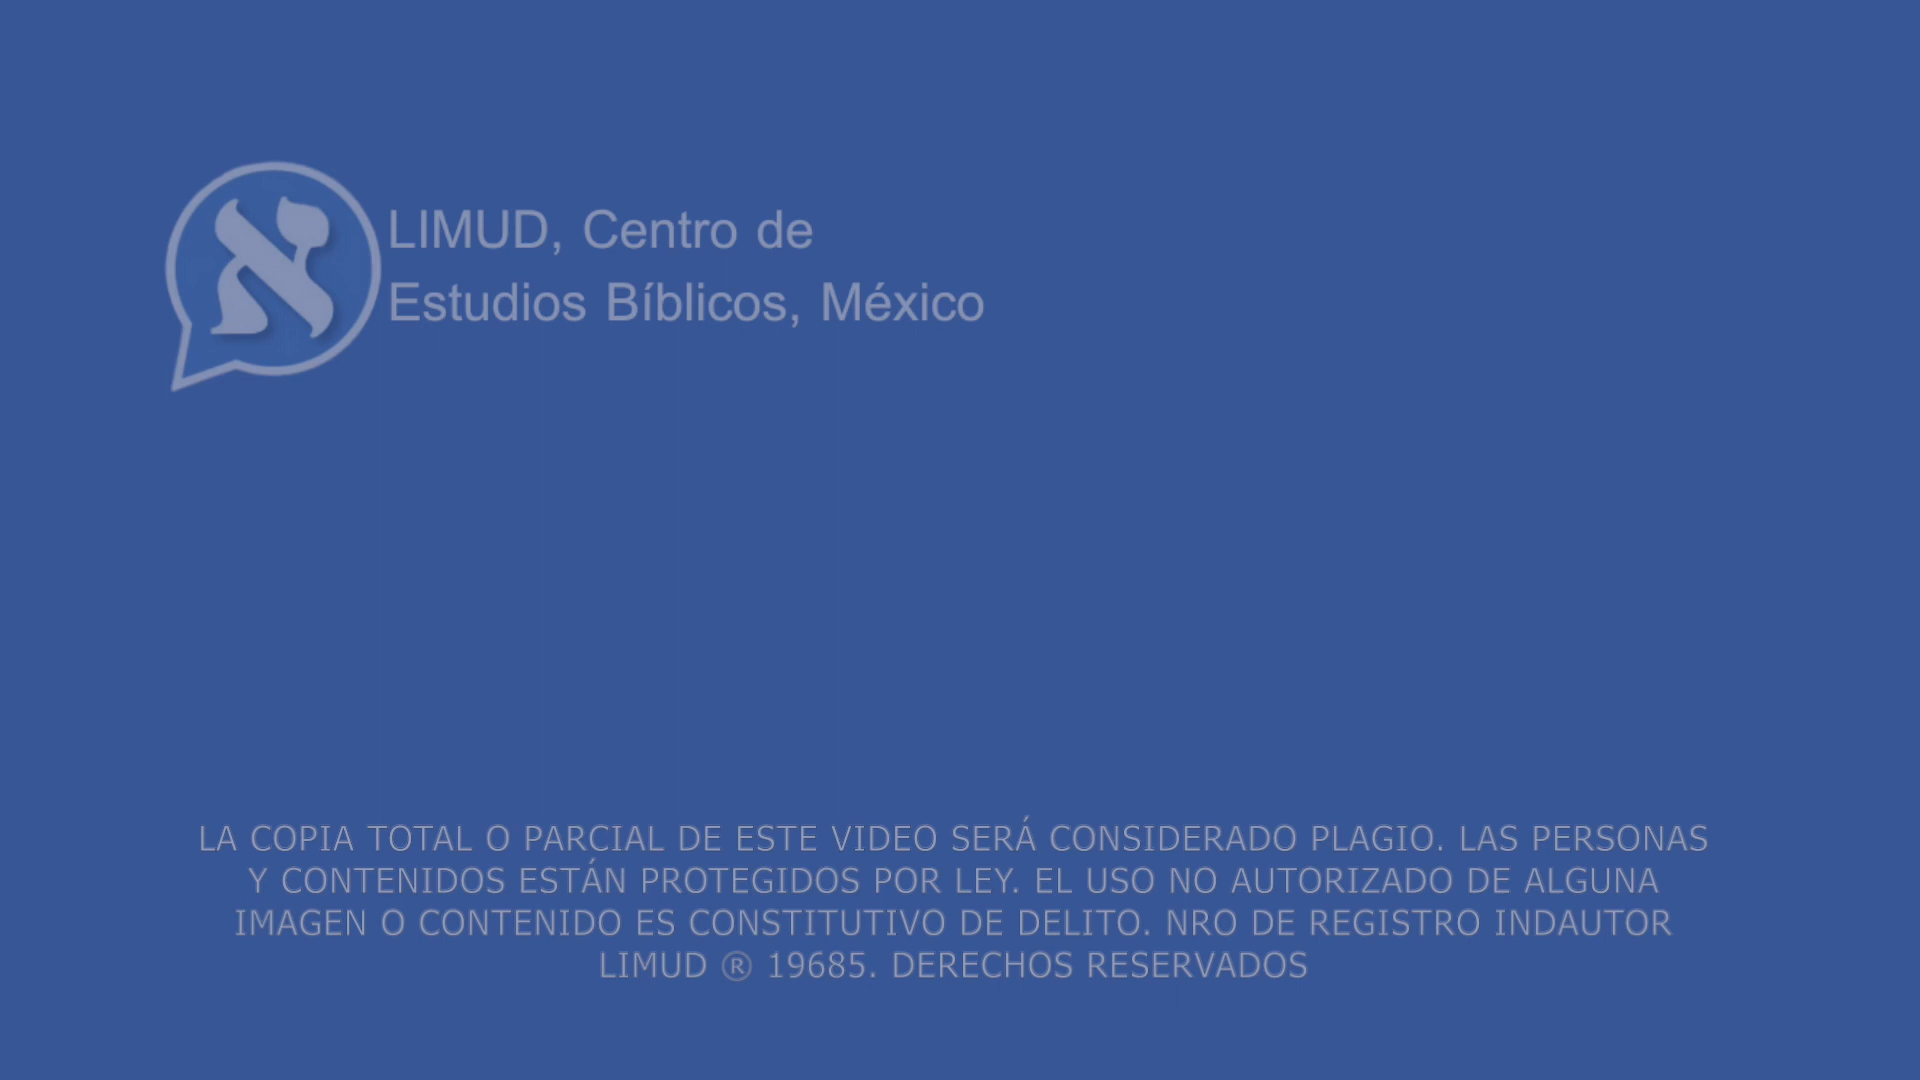 א
LIMUD, Centro de
Estudios Bíblicos, México
LA COPIA TOTAL O PARCIAL DE ESTE VIDEO SERÁ CONSIDERADO PLAGIO. LAS PERSONAS
Y CONTENIDOS ESTÁN PROTEGIDOS POR LEY. EL USO NO AUTORIZADO DE ALGUNA
IMAGEN O CONTENIDO ES CONSTITUTIVO DE DELITO. NRO DE REGISTRO INDAUTOR
LIMUD ® 19685. DERECHOS RESERVADOS